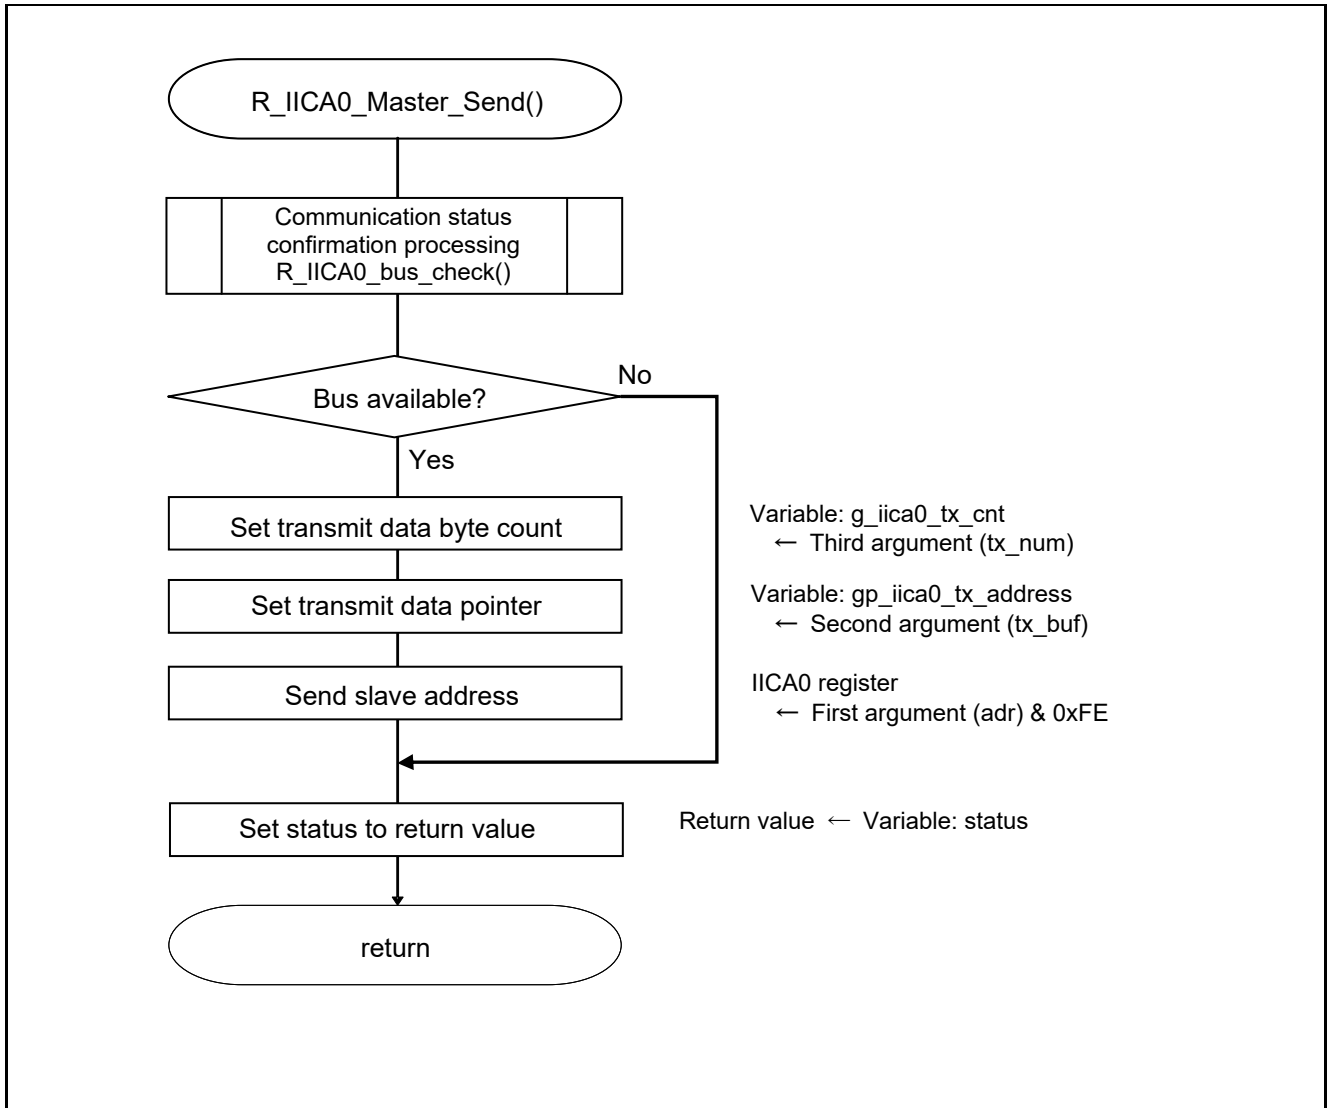 R_IICA0_Master_Send()
Communication status
confirmation processing
R_IICA0_bus_check()
No
Bus available?
Yes
Set transmit data byte count
Variable: g_iica0_tx_cnt
← Third argument (tx_num)
Set transmit data pointer
Variable: gp_iica0_tx_address
← Second argument (tx_buf)
Send slave address
IICA0 register
← First argument (adr) & 0xFE
Set status to return value
Return value ← Variable: status
return